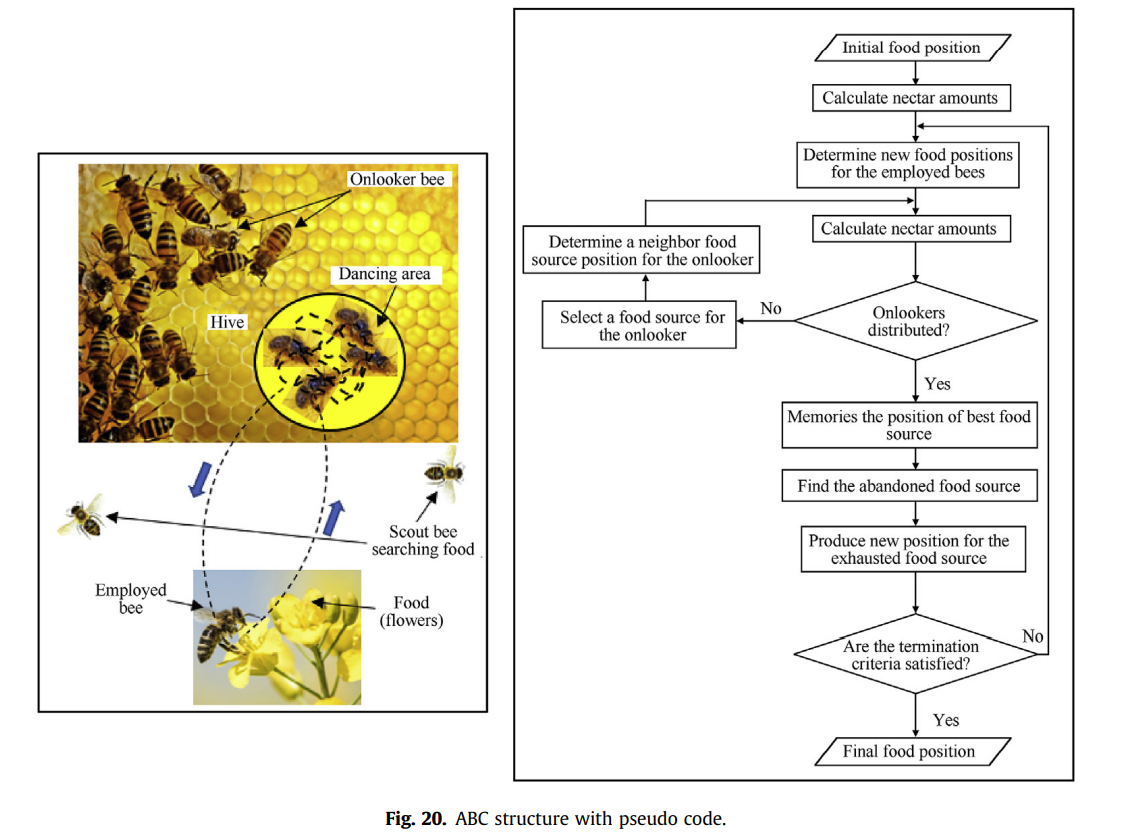 Onlooker bee
Dancing area
Hive
Scout bee
searching food
Employed
bee
Food
(flowers)
Initial food position
Calculate nectar amounts
Determine new food positions
for the employed bees
Calculate nectar amounts
Determine a neighbor food
source position for the onlooker
Select a food source for
the onlooker
No
Onlookers
distributed?
Yes
Memories the position of best food
source
Find the abandoned food source
Produce new position for the
exhausted food source
Are the termination
criteria satisfied?
No
Yes
Final food position
Fig. 20. ABC structure with pseudo code.